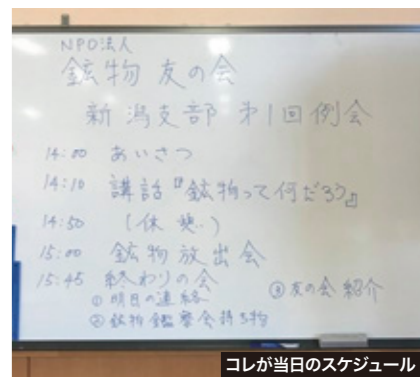 NPO法人
鉱物友の会
新潟支部 第1回例会
14:00 あいさつ
14:10 講話『鉱物って何だろう』
14:50 (休憩)
15:00 鉱物放出会
15:45 終わりの会
① 明日の連絡
② 鉱物鑑察会持ち物
③ 友の会紹介
コレが当日のスケジュール